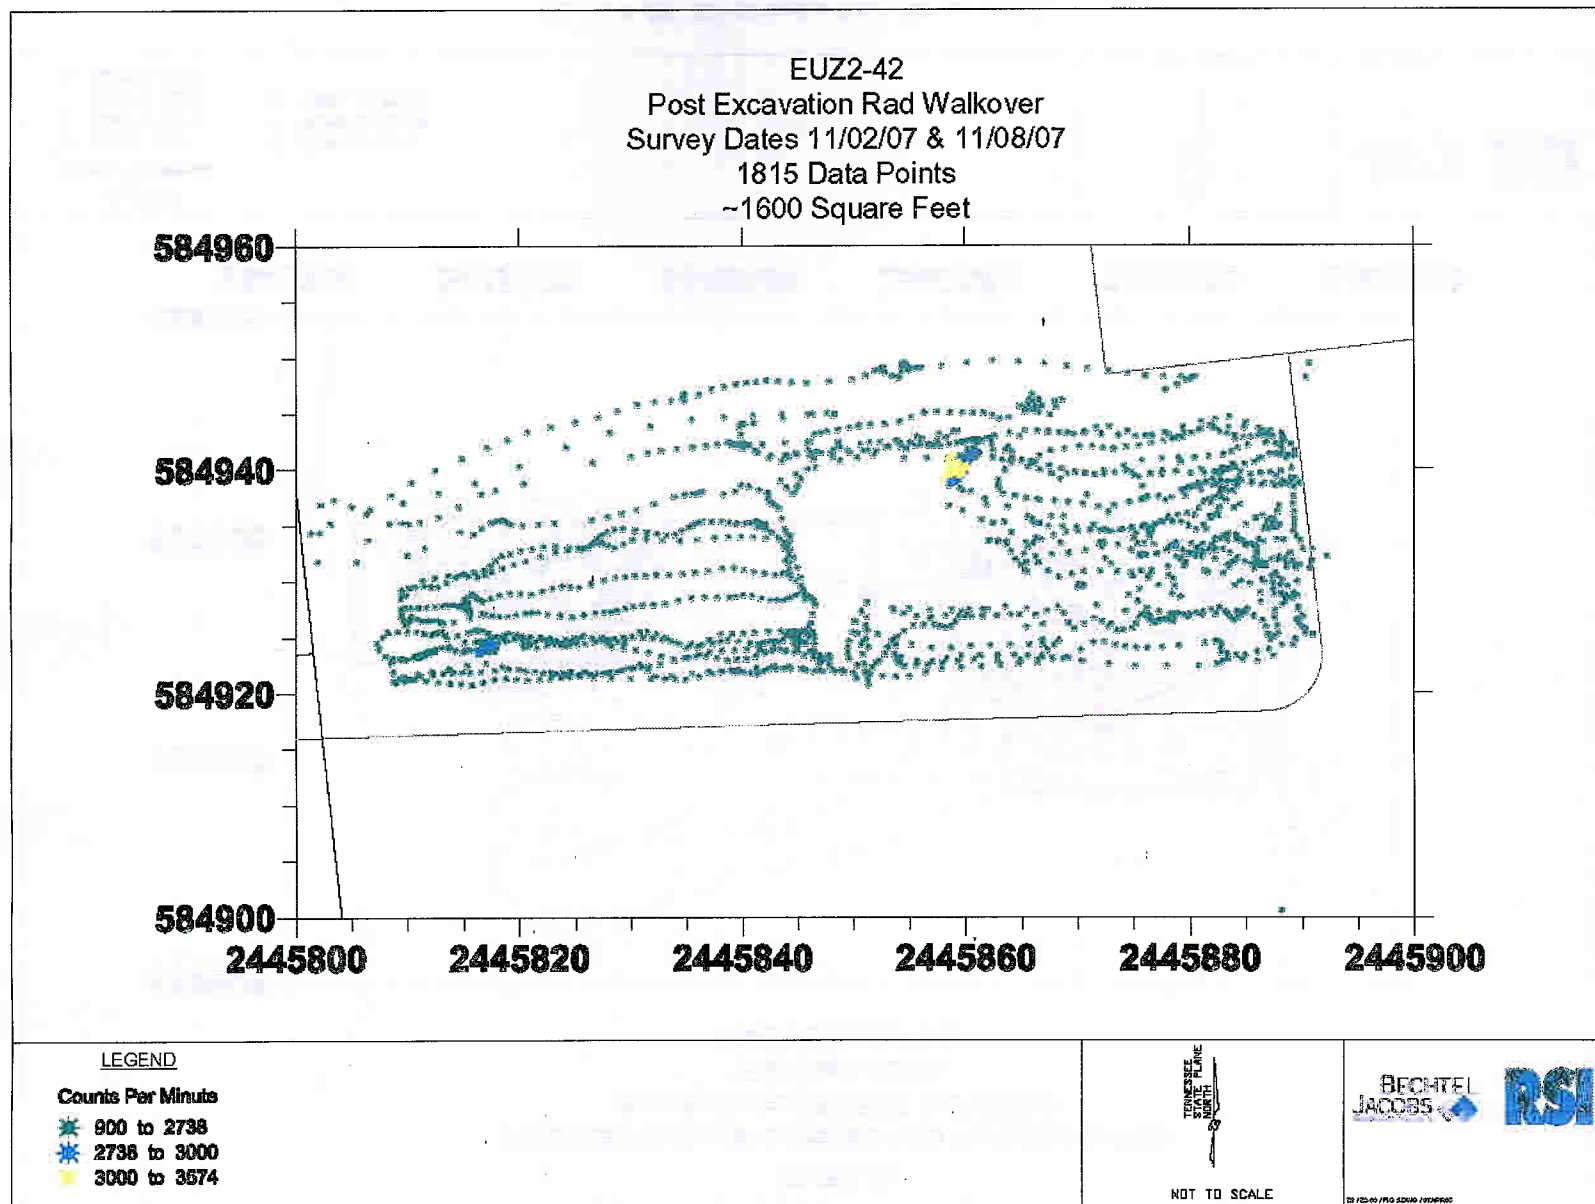 EUZ2-42
Post Excavation Rad Walkover
Survey Dates 11/02/07 & 11/08/07
1815 Data Points
~1600 Square Feet
584960
584940
584920
584900
2445800 2445820 2445840 2445860 2445880 2445900
LEGEND
Counts Per Minute
900 to 2738
2738 to 3000
3000 to 3574
TENNESSEE
STATE PLANE
NORTH
NOT TO SCALE
BECHTEL
JACOBS
RSI